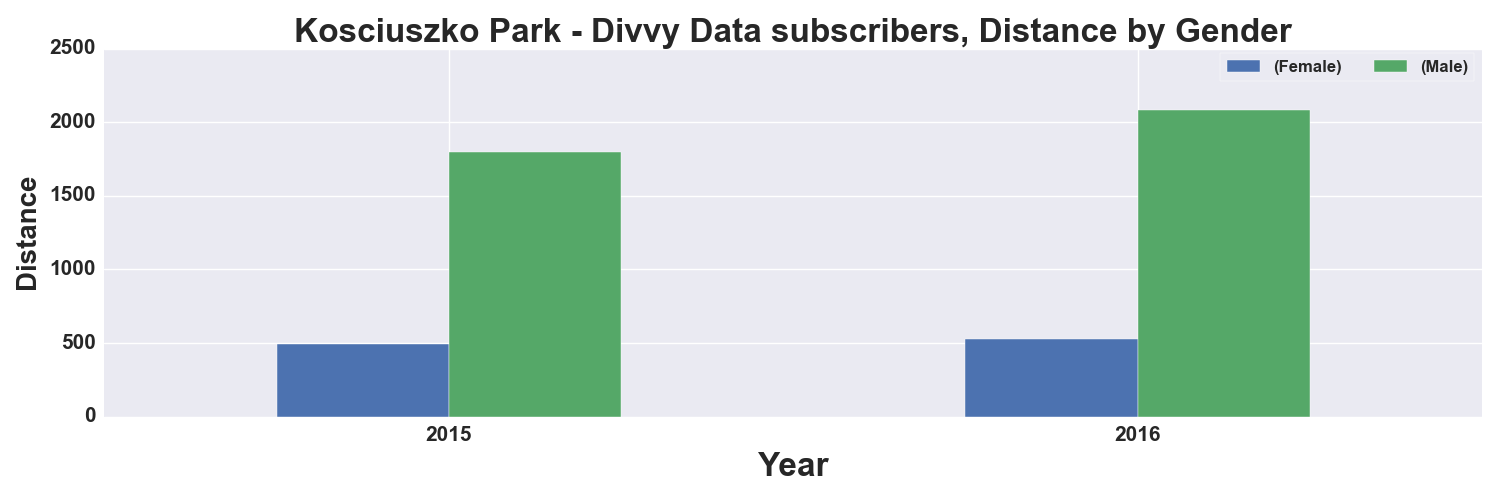 Kosciuszko Park - Divvy Data subscribers, Distance by Gender
(Female) (Male)
Distance
2500
2000
1500
1000
500
0
2015 2016
Year